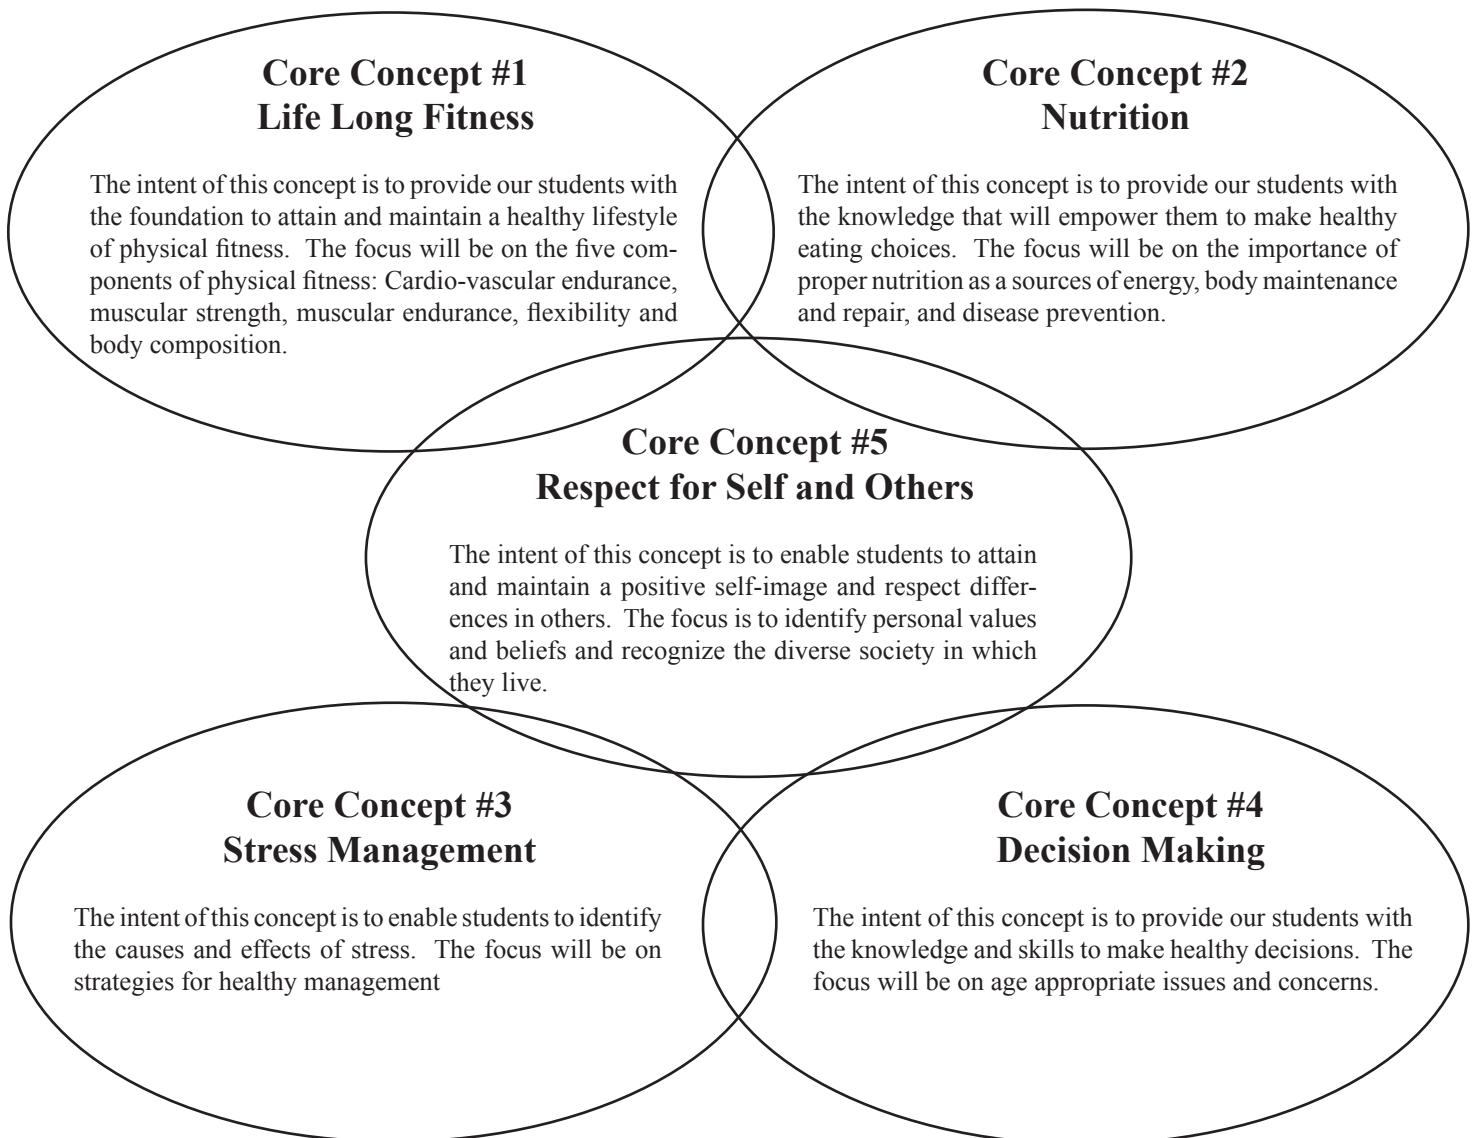 Core Concept #1
Life Long Fitness
The intent of this concept is to provide our students with
the foundation to attain and maintain a healthy lifestyle
of physical fitness.  The focus will be on the five com-
ponents of physical fitness: Cardio-vascular endurance,
muscular strength, muscular endurance, flexibility and
body composition.
Core Concept #2
Nutrition
The intent of this concept is to provide our students with
the knowledge that will empower them to make healthy
eating choices.  The focus will be on the importance of
proper nutrition as a sources of energy, body maintenance
and repair, and disease prevention.
Core Concept #5
Respect for Self and Others
The intent of this concept is to enable students to attain
and maintain a positive self-image and respect differ-
ences in others.  The focus is to identify personal values
and beliefs and recognize the diverse society in which
they live.
Core Concept #3
Stress Management
The intent of this concept is to enable students to identify
the causes and effects of stress.  The focus will be on
strategies for healthy management
Core Concept #4
Decision Making
The intent of this concept is to provide our students with
the knowledge and skills to make healthy decisions.  The
focus will be on age appropriate issues and concerns.